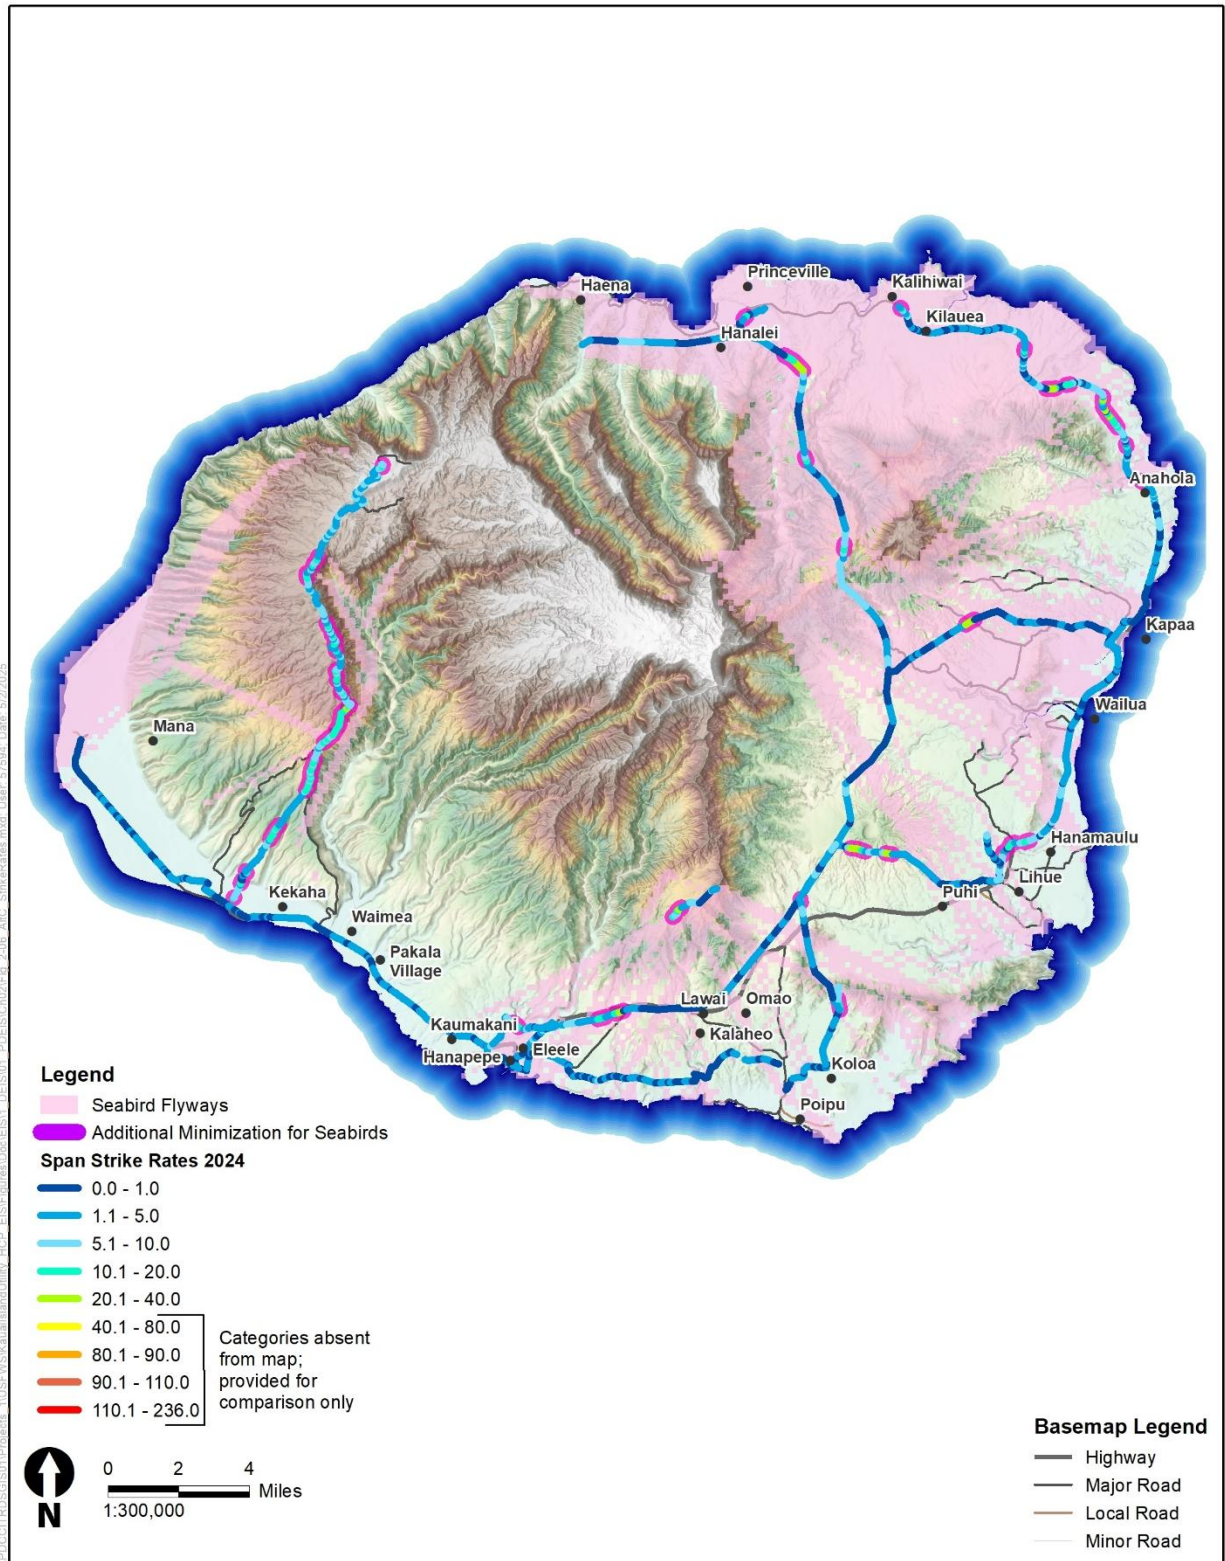 Princeville
Kalihiwai
Haena
Kilauea
Hanalei
Anahola
Kapaa
Wailua
Mana
Hanamaulu
Lihue
Puhi
Kekaha
Waimea
Pakala
Village
Lawai
Omao
Kaumakani
Kalaheo
Hanapepe
Eleele
Koloa
Poipu
Legend
Seabird Flyways
Additional Minimization for Seabirds
Span Strike Rates 2024
0.0 - 1.0
1.1 - 5.0
5.1 - 10.0
10.1 - 20.0
20.1 - 40.0
40.1 - 80.0
80.1 - 90.0
90.1 - 110.0
110.1 - 236.0
Categories absent
from map;
provided for
comparison only
N
0 2 4
Miles
1:300,000
Basemap Legend
Highway
Major Road
Local Road
Minor Road